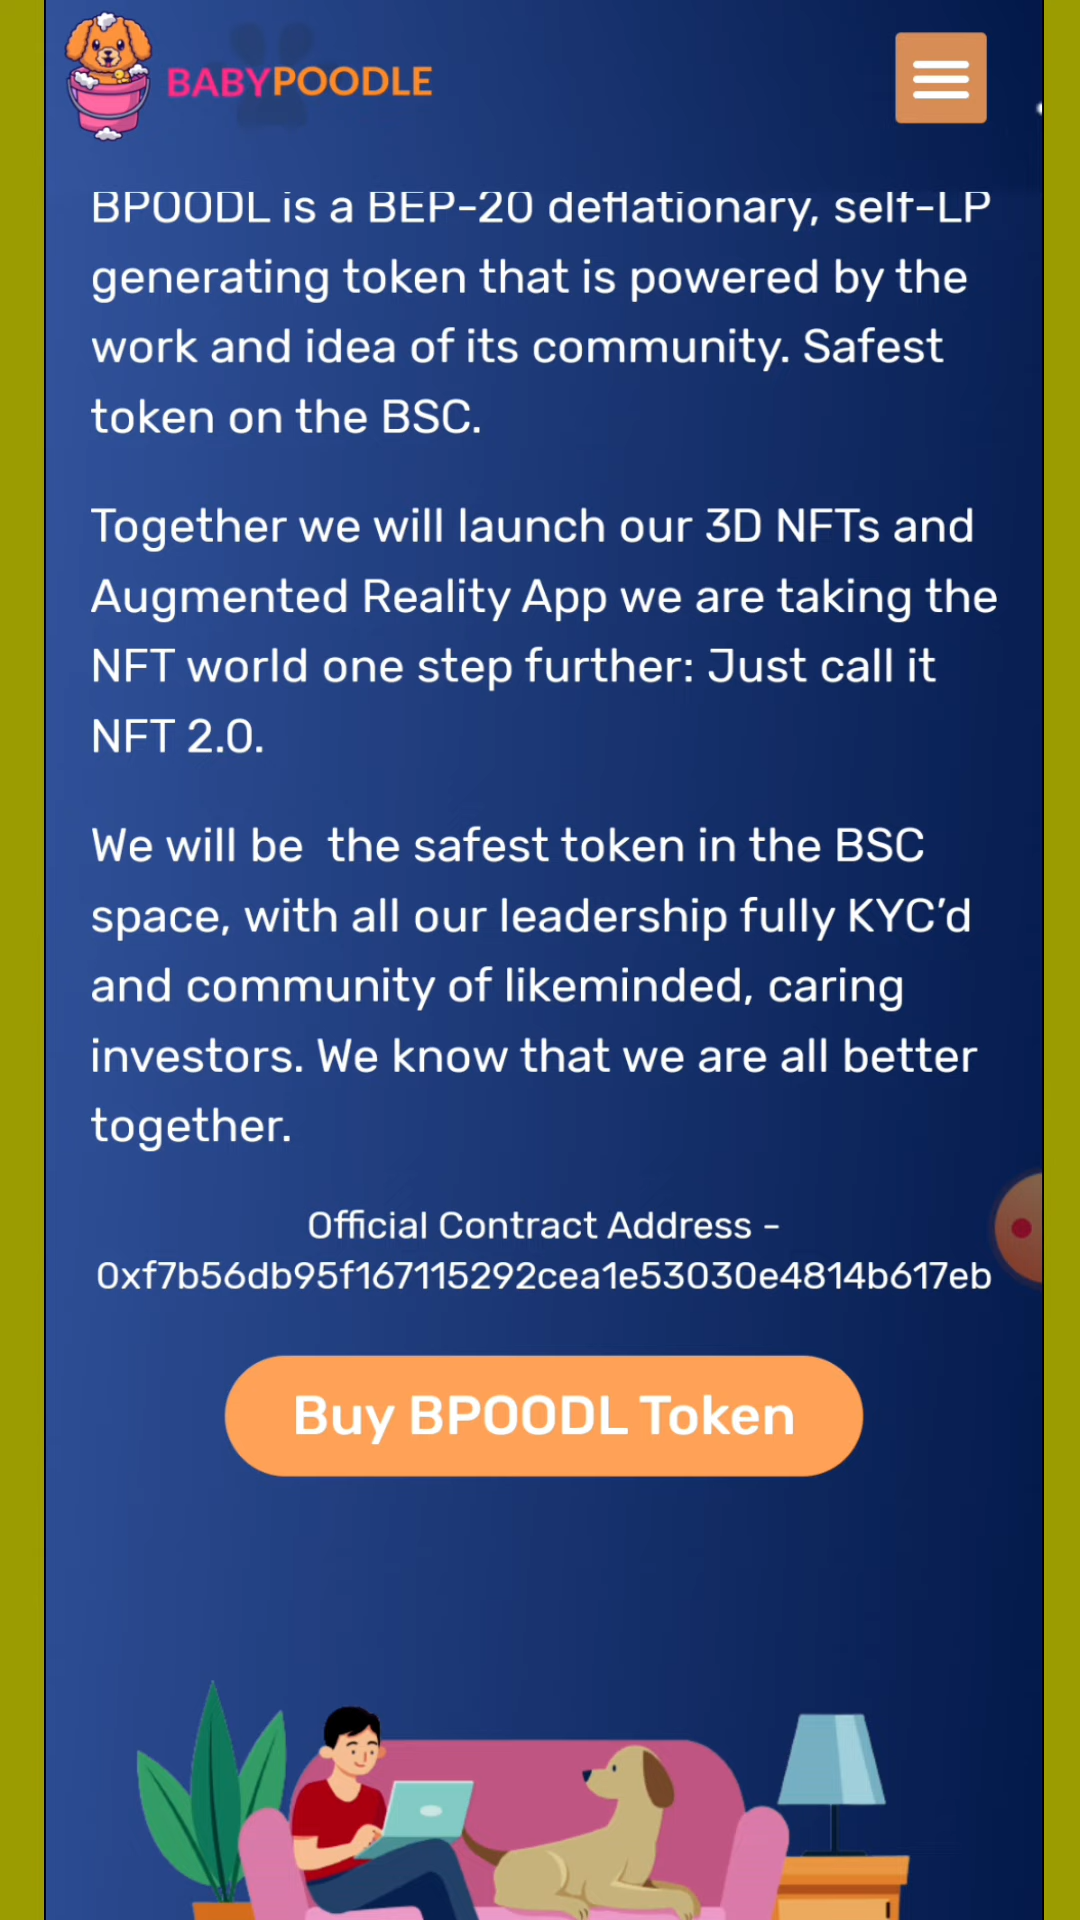 BABYPOODLE
BPOODL is a BEP-20 deflationary, self-LP
generating token that is powered by the
work and idea of its community. Safest
token on the BSC.
Together we will launch our 3D NFTs and
Augmented Reality App we are taking the
NFT world one step further: Just call it
NFT 2.0.
We will be  the safest token in the BSC
space, with all our leadership fully KYC’d
and community of likeminded, caring
investors. We know that we are all better
together.
Official Contract Address -
0xf7b56db95f167115292cea1e53030e4814b617eb
Buy BPOODL Token